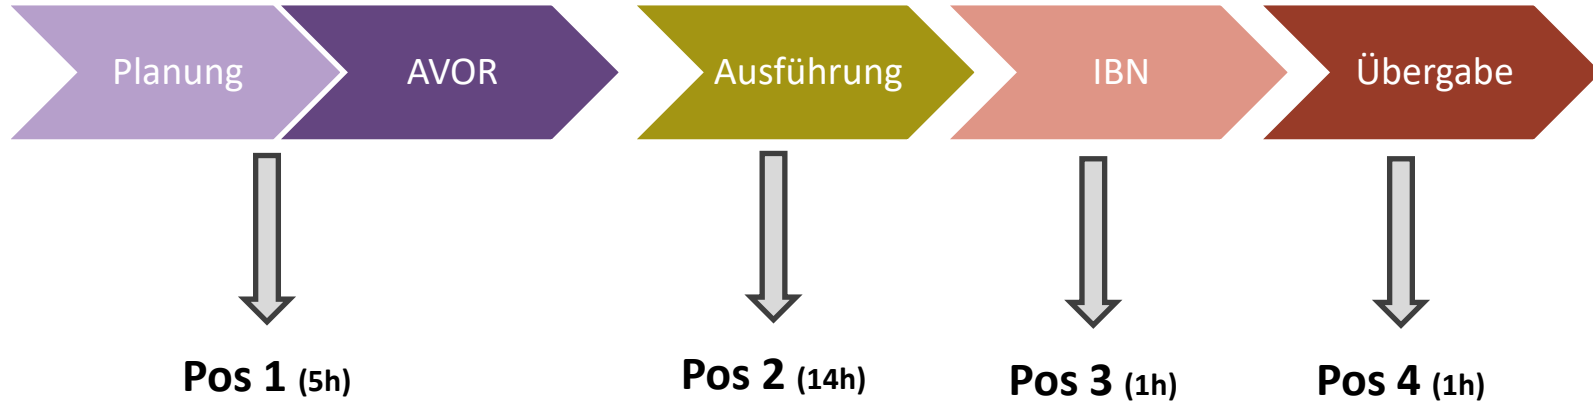 Planung
AVOR
Ausführung
IBN
Übergabe
Pos 1 (5h)
Pos 2 (14h)
Pos 3 (1h)
Pos 4 (1h)